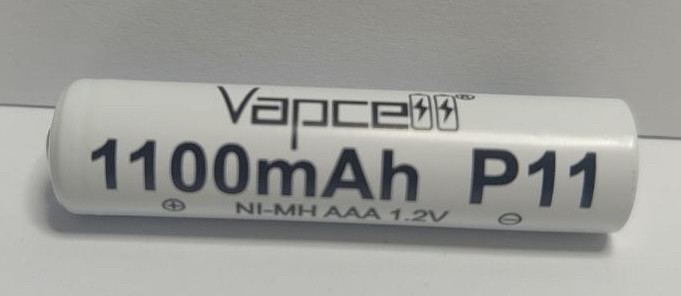 Vapcell®
1100mAh P11
⊕ NI-MH AAA 1.2V ⊖